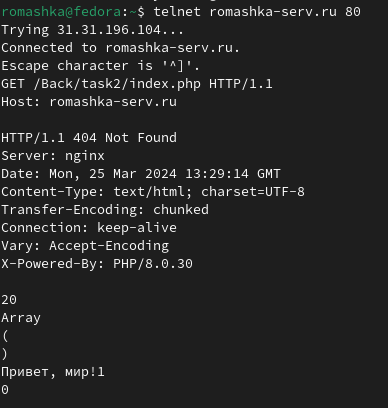 romashka@fedora:~$ telnet romashka-serv.ru 80
Trying 31.31.196.104...
Connected to romashka-serv.ru.
Escape character is '^]'.
GET /Back/task2/index.php HTTP/1.1
Host: romashka-serv.ru

HTTP/1.1 404 Not Found
Server: nginx
Date: Mon, 25 Mar 2024 13:29:14 GMT
Content-Type: text/html; charset=UTF-8
Transfer-Encoding: chunked
Connection: keep-alive
Vary: Accept-Encoding
X-Powered-By: PHP/8.0.30

20
Array
(
)
Привет, мир!1
0